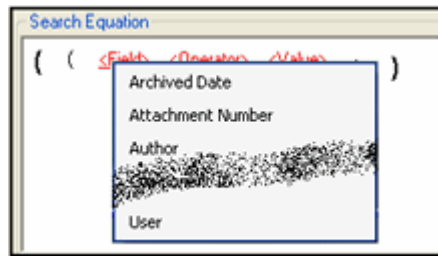 Search Equation
( ( <Field> <Operator> <Value> )
Archived Date
Attachment Number
Author
User